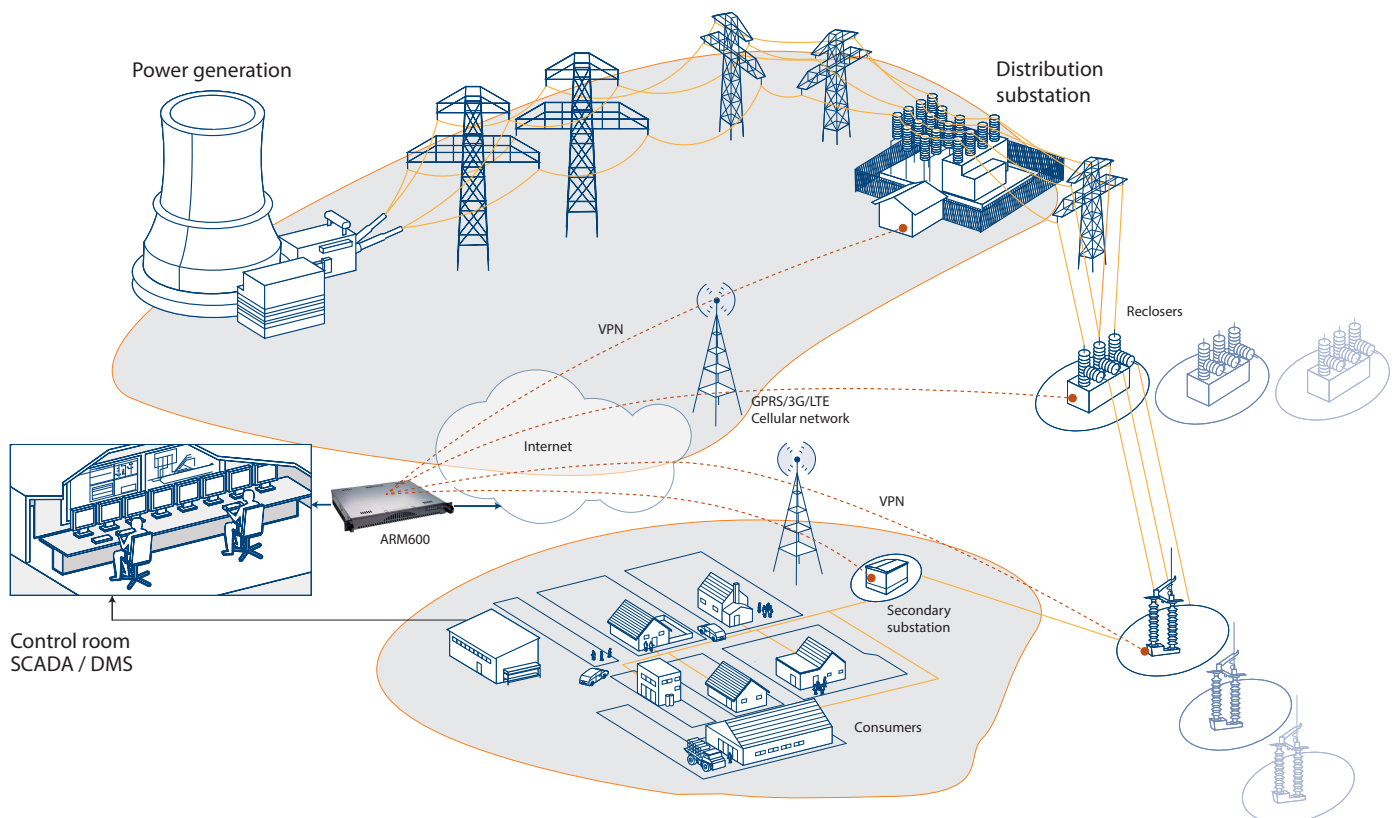 Power generation
Distribution
substation
Reclosers
VPN
GPRS/3G/LTE
Cellular network
Internet
VPN
ARM600
Secondary
substation
Control room
SCADA / DMS
Consumers